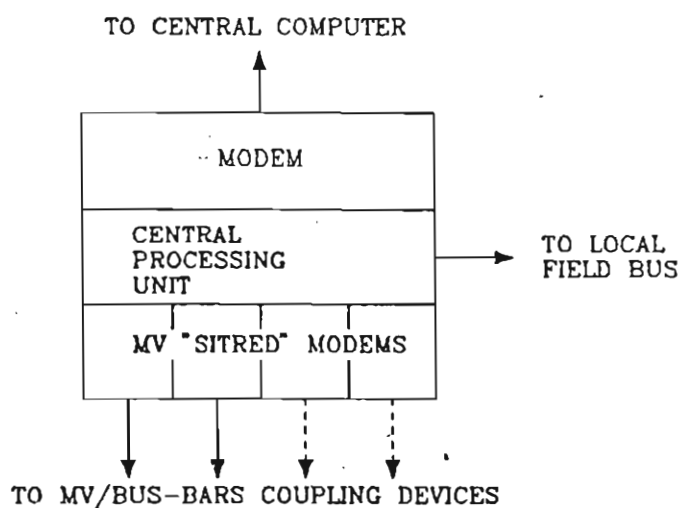 TO CENTRAL COMPUTER
MODEM
CENTRAL
PROCESSING
UNIT
TO LOCAL
FIELD BUS
MV "SITRED" MODEMS
TO MV/BUS-BARS COUPLING DEVICES